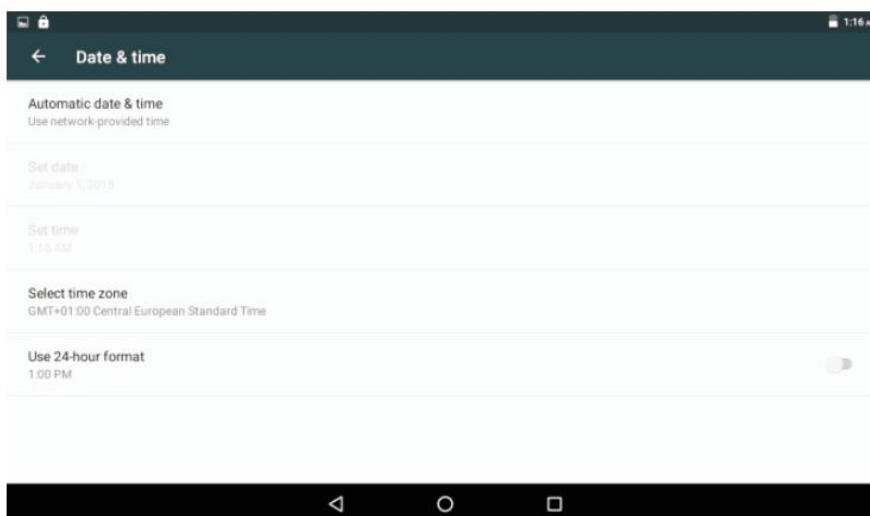 1:16
Date & time
Automatic date & time
Use network-provided time
Set date
January 1, 2015
Set time
1:16 AM
Select time zone
GMT+01:00 Central European Standard Time
Use 24-hour format
1:00 PM